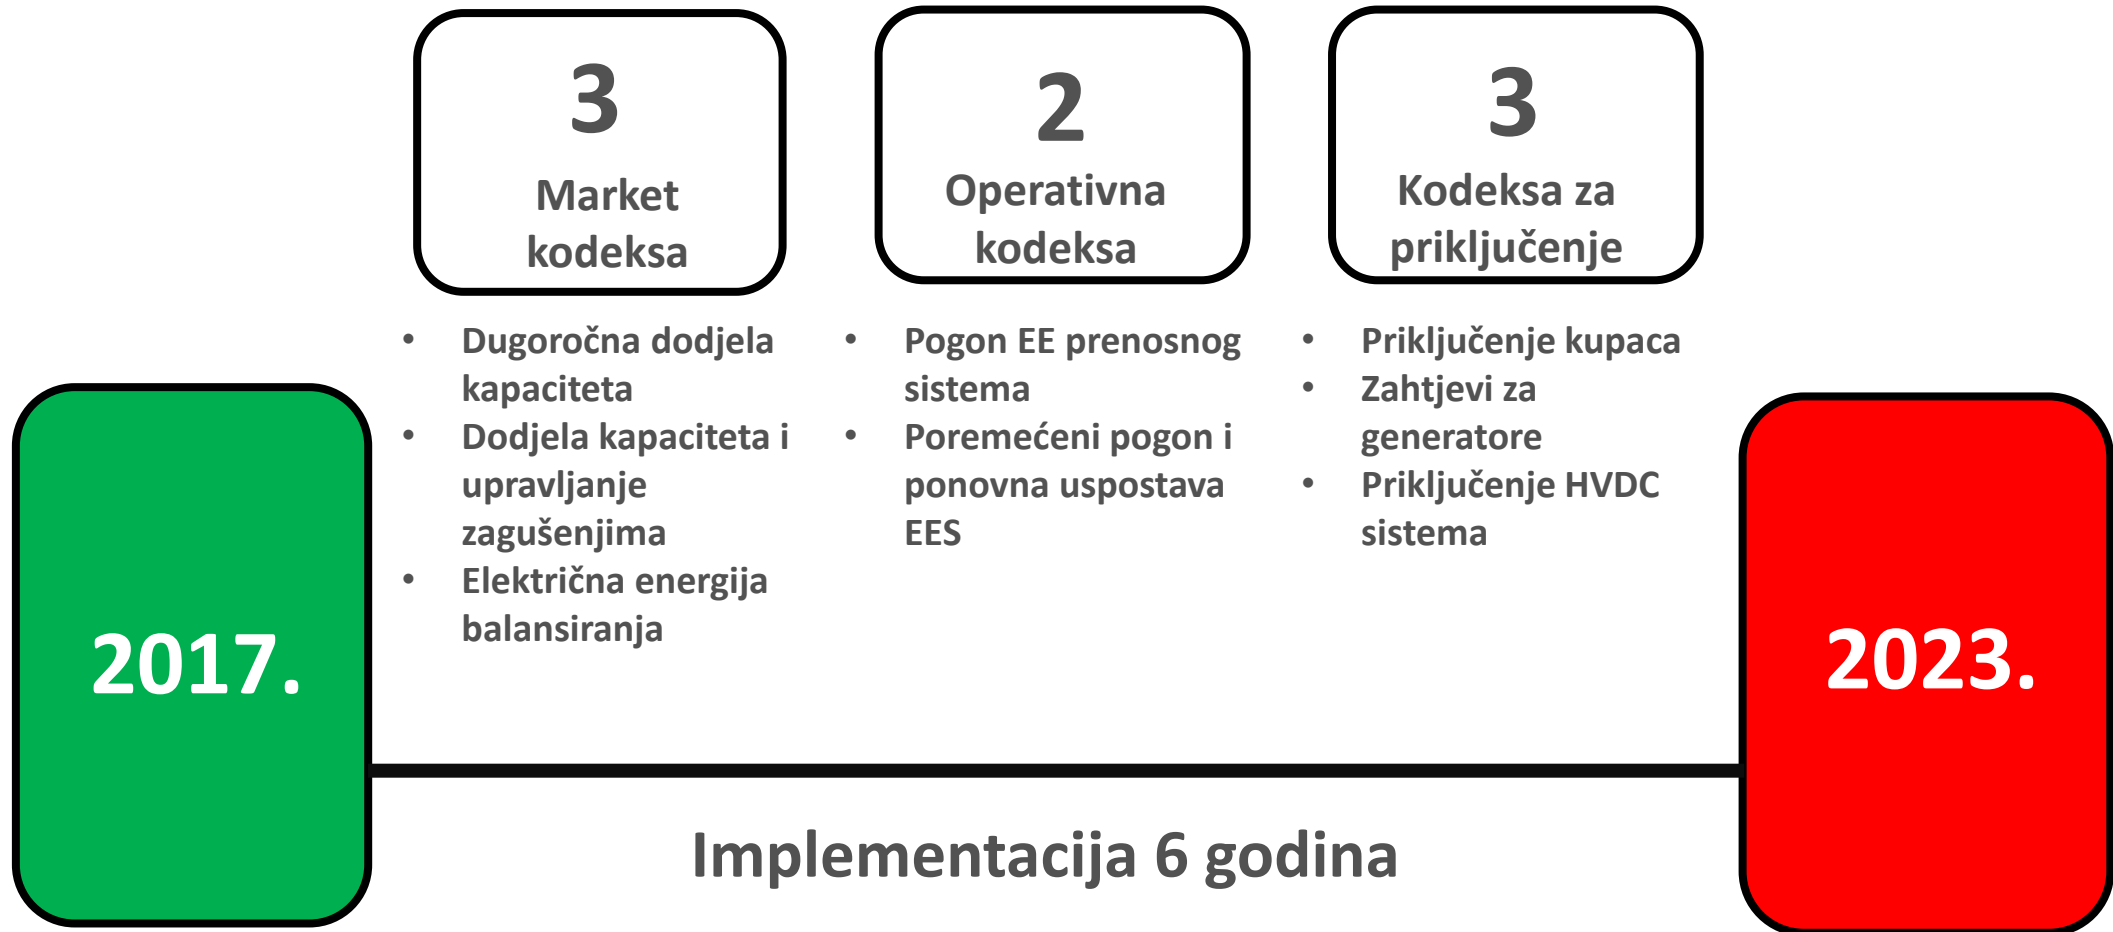 3
Market
kodeksa
2
Operativna
kodeksa
3
Kodeksa za
priključenje
• Dugoročna dodjela
kapaciteta
• Dodjela kapaciteta i
upravljanje
zagušenjima
• Električna energija
balansiranja
• Pogon EE prenosnog
sistema
• Poremećeni pogon i
ponovna uspostava
EES
• Priključenje kupaca
• Zahtjevi za
generatore
• Priključenje HVDC
sistema
2017.
2023.
Implementacija 6 godina